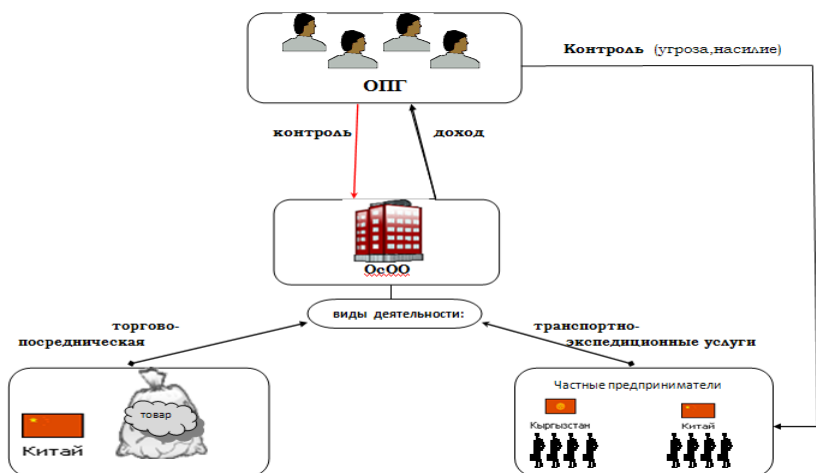 Контроль (угроза,насилие)
ОПГ
контроль
доход
ОсОО
виды деятельности:
торгово-
посредническая
транспортно-
экспедиционные услуги
товар
Китай
Частные предприниматели
Кыргызстан
Китай